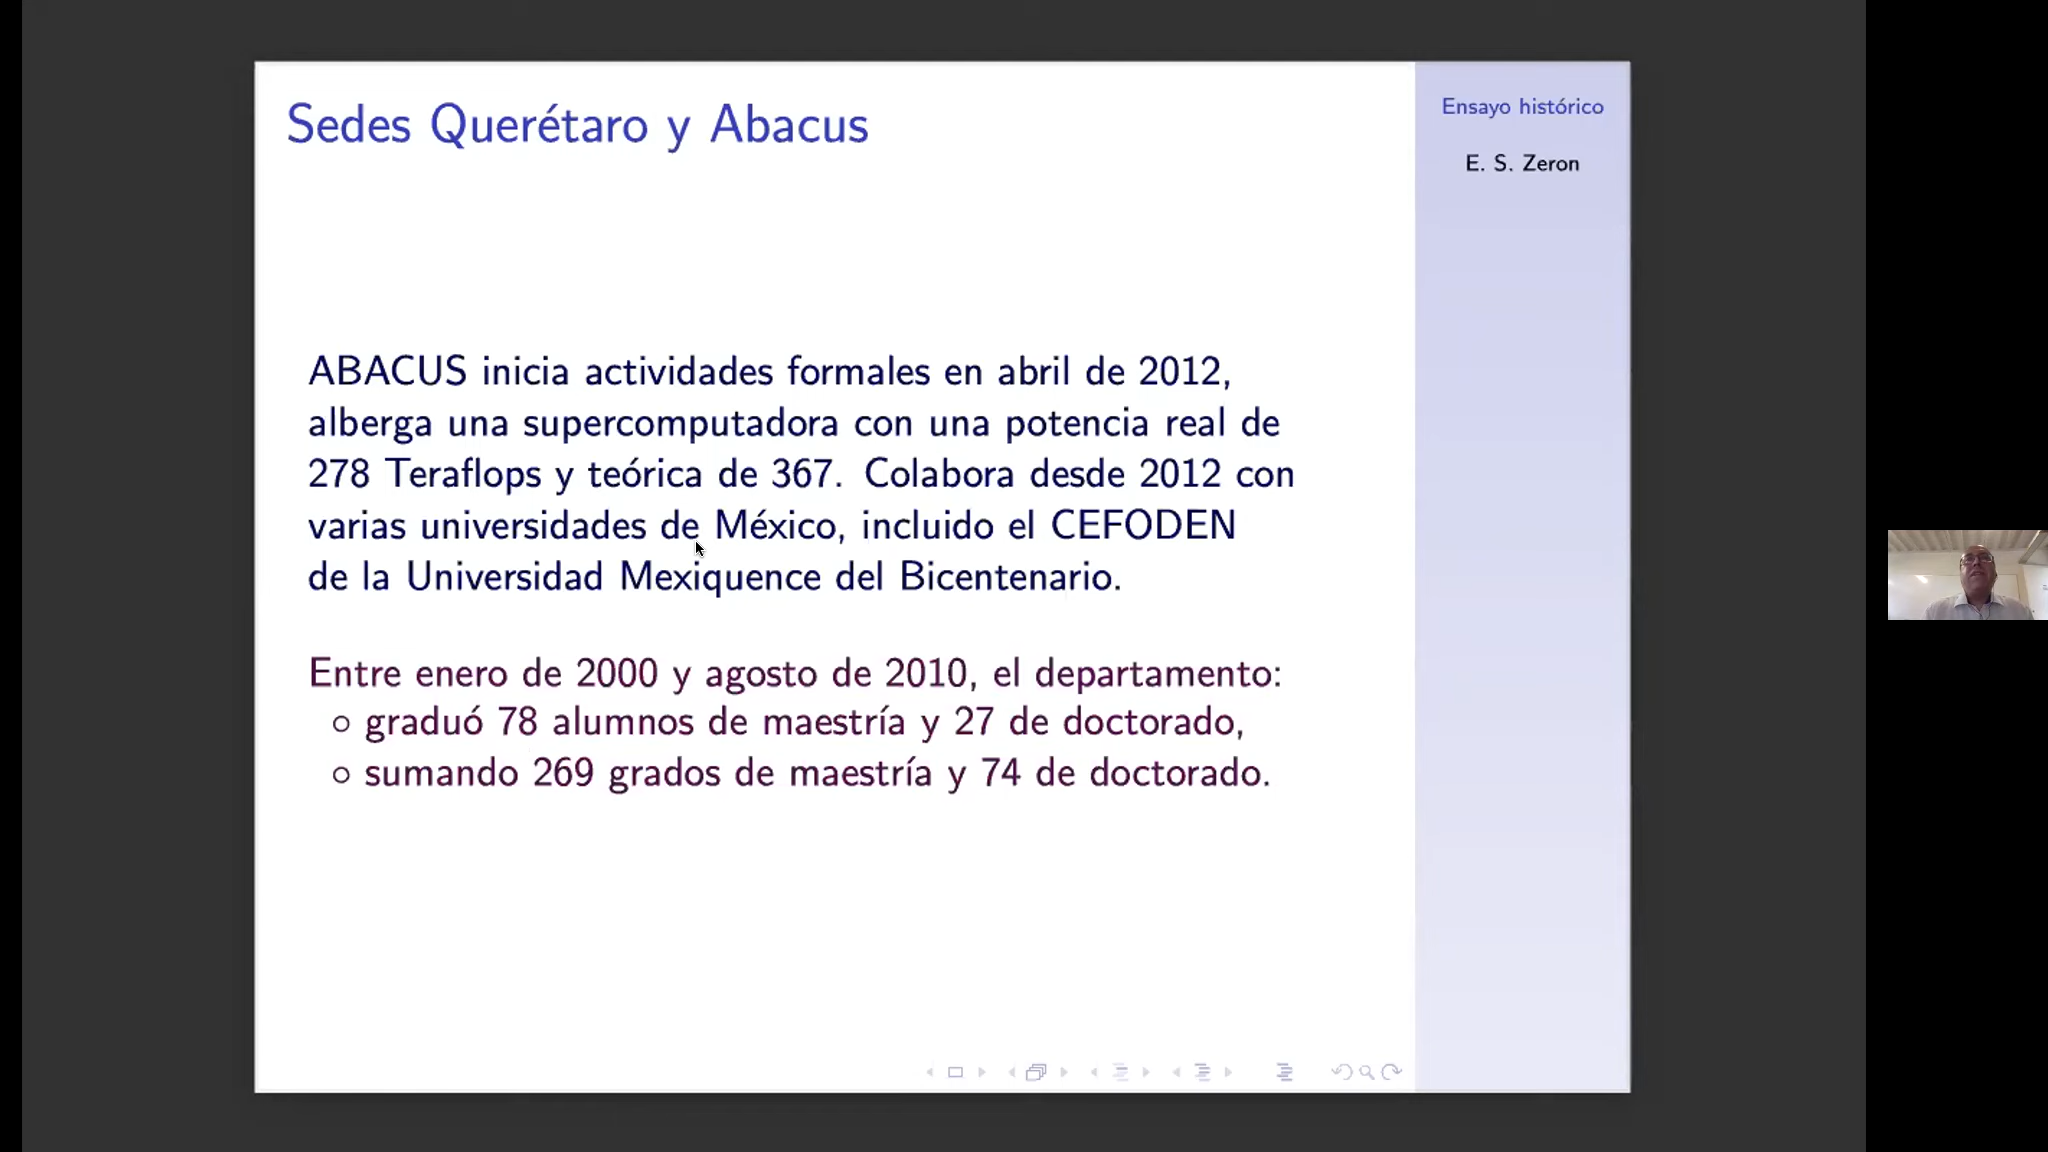 Sedes Querétaro y Abacus
ABACUS inicia actividades formales en abril de 2012,
alberga una supercomputadora con una potencia real de
278 Teraflops y teórica de 367. Colabora desde 2012 con
varias universidades de México, incluido el CEFODEN
de la Universidad Mexiquence del Bicentenario.
Entre enero de 2000 y agosto de 2010, el departamento:
○ graduó 78 alumnos de maestría y 27 de doctorado,
○ sumando 269 grados de maestría y 74 de doctorado.
Ensayo histórico
E. S. Zeron